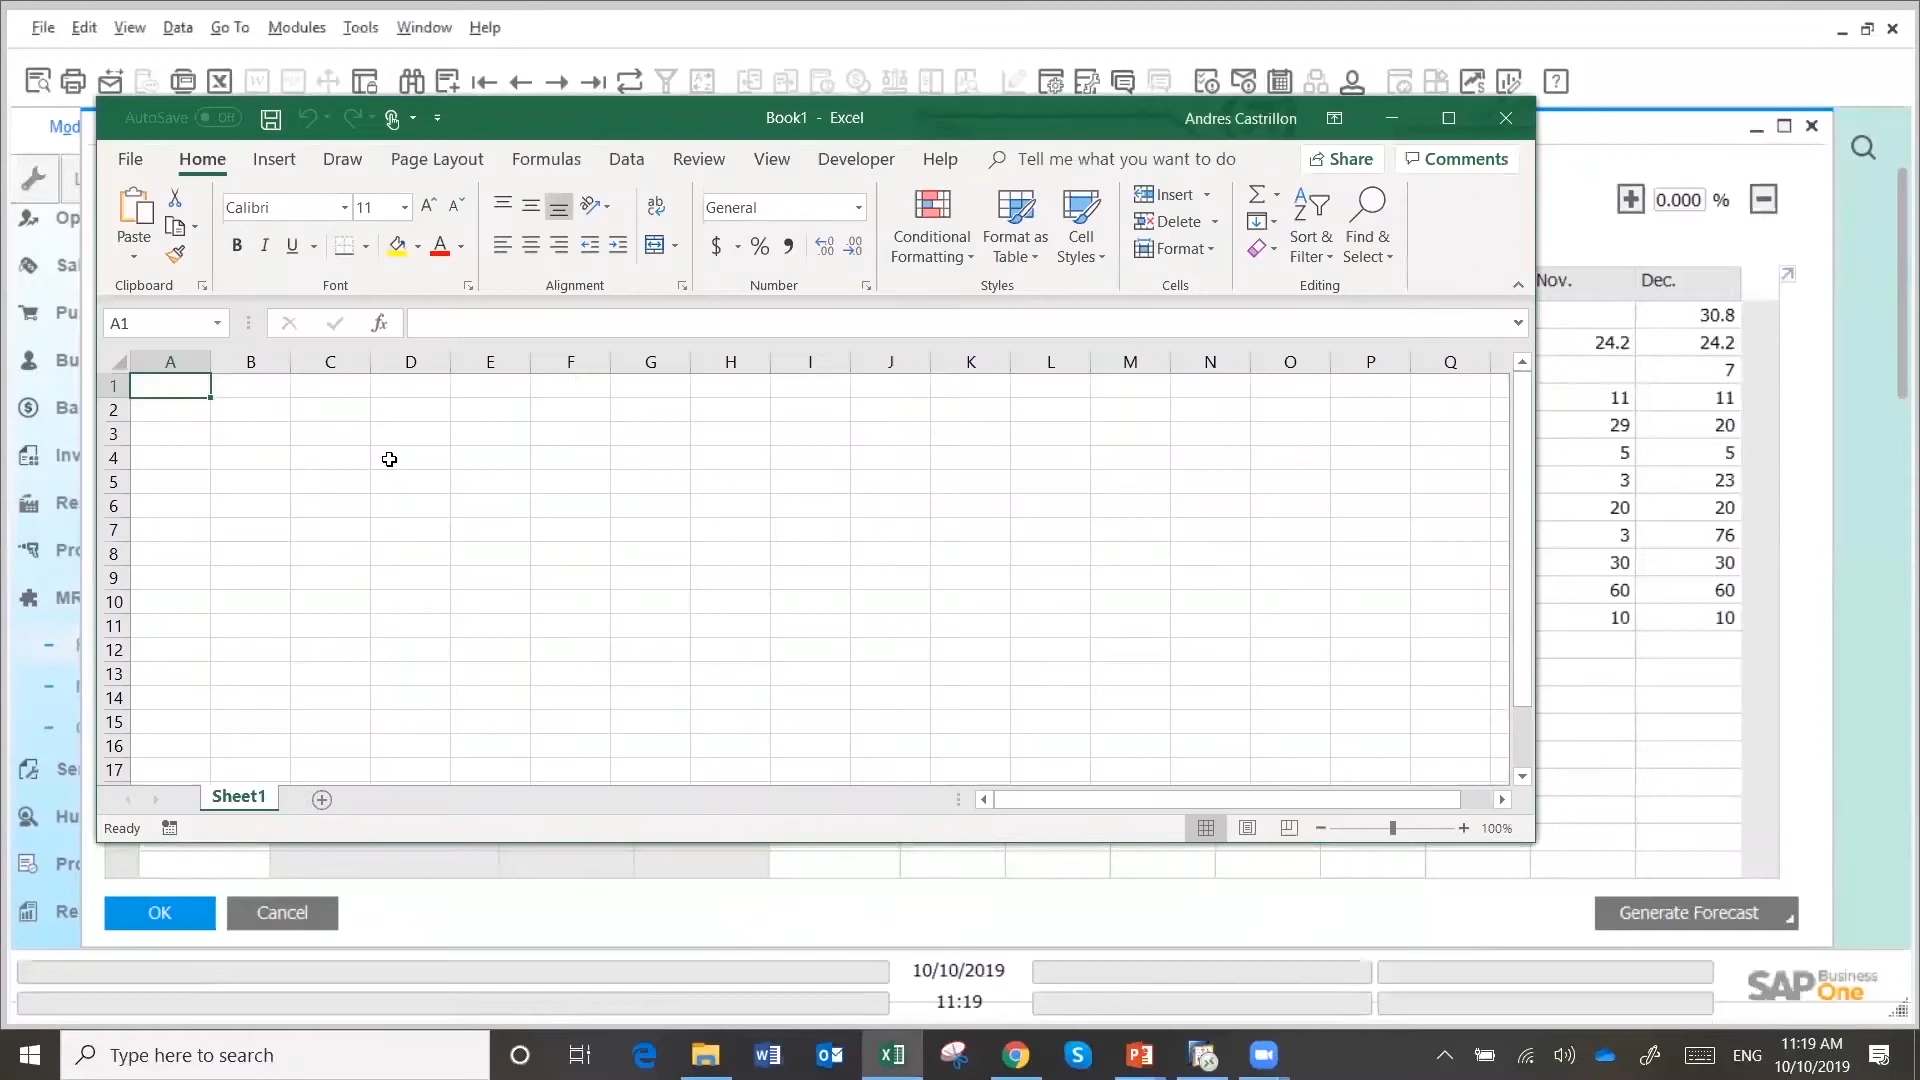 File Edit View Data Go To Modules Tools Window Help
AutoSave Off Book1 - Excel Andres Castrillon
File Home Insert Draw Page Layout Formulas Data Review View Developer Help Tell me what you want to do Share Comments
Paste
Clipboard
Calibri 11
B I U A
Font
Alignment
General
$ % 9
Number
Conditional Formatting
Format as Table
Cell Styles
Styles
Insert
Delete
Format
Cells
Sort & Filter
Find & Select
Editing
0.000 %
A1 fx
A B C D E F G H I J K L M N O P Q
1
2
3
4
5
6
7
8
9
10
11
12
13
14
15
16
17
Sheet1
Ready 100%
Mod
Op
Sal
Pu
Bu
Ba
Inv
Re
Pro
MR
Se
Hu
Pro
Re
Nov. Dec.
30.8
24.2 24.2
7
11 11
29 20
5 5
3 23
20 20
3 76
30 30
60 60
10 10
OK Cancel Generate Forecast
10/10/2019
11:19
SAP Business One
Type here to search
ENG
11:19 AM
10/10/2019